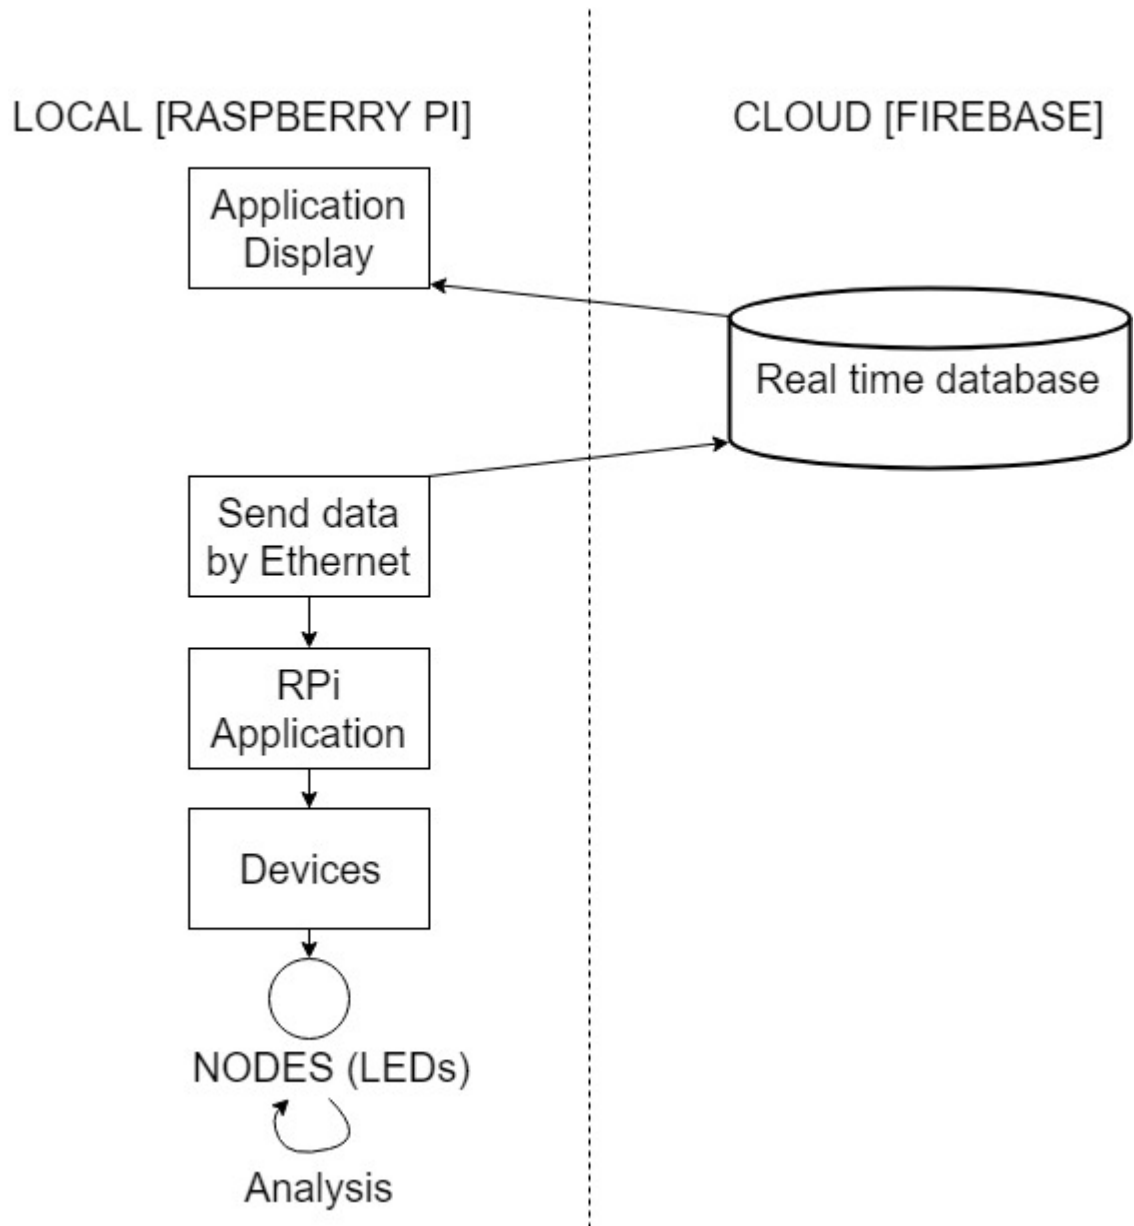 LOCAL [RASPBERRY PI]
CLOUD [FIREBASE]
Application
Display
Real time database
Send data
by Ethernet
RPi
Application
Devices
NODES (LEDs)
Analysis